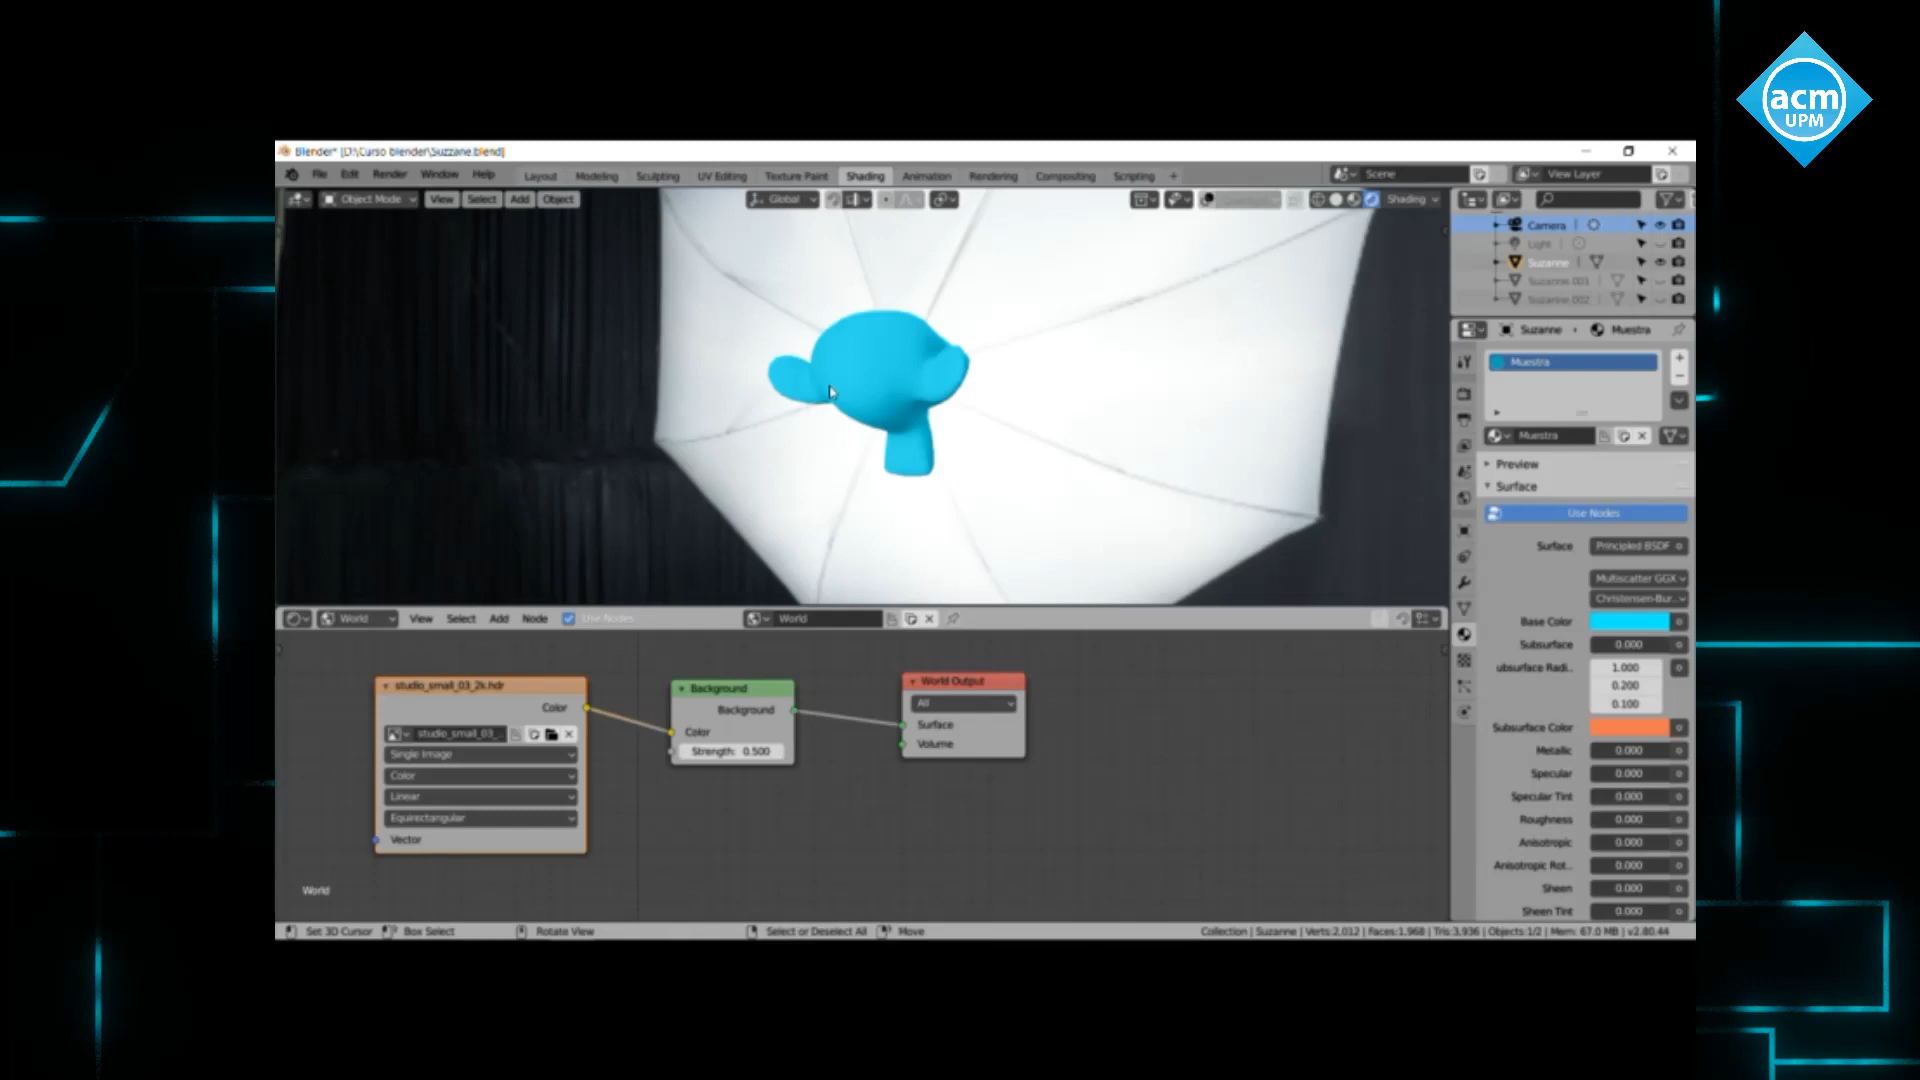 acm
UPM
Blender* [D:\Curso blender\Suzzane.blend]
File Edit Render Window Help Layout Modeling Sculpting UV Editing Texture Paint Shading Animation Rendering Compositing Scripting + Scene View Layer
Object Mode View Select Add Object Global Shading
Camera
Light
Suzanne
Suzanne.001
Suzanne.002
Suzanne Muestra
Muestra
Muestra
Preview
Surface
Use Nodes
Surface Principled BSDF
Multiscatter GGX
Christensen-Bur..
Base Color
Subsurface 0.000
ubsurface Radi.. 1.000
0.200
0.100
Subsurface Color
Metallic 0.000
Specular 0.000
Specular Tint 0.000
Roughness 0.000
Anisotropic 0.000
Anisotropic Rot.. 0.000
Sheen 0.000
Sheen Tint 0.000
World View Select Add Node Use Nodes World
studio_small_03_2k.hdr
Color
studio_small_03_..
Single Image
Color
Linear
Equirectangular
Vector
Background
Background
Color
Strength: 0.500
World Output
All
Surface
Volume
World
Set 3D Cursor Box Select Rotate View Select or Deselect All Move Collection | Suzanne | Verts:2,012 | Faces:1,968 | Tris:3,936 | Objects:1/2 | Mem: 67.0 MB | v2.80.44